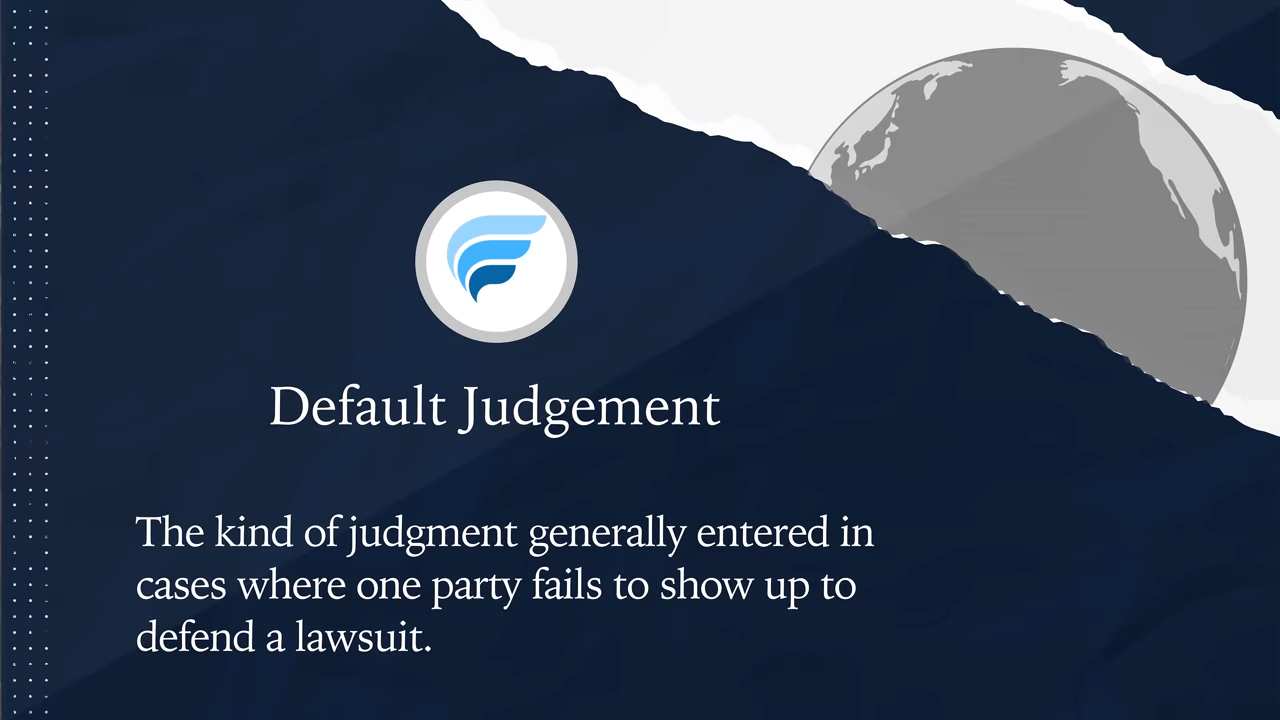 Default Judgement
The kind of judgment generally entered in
cases where one party fails to show up to
defend a lawsuit.